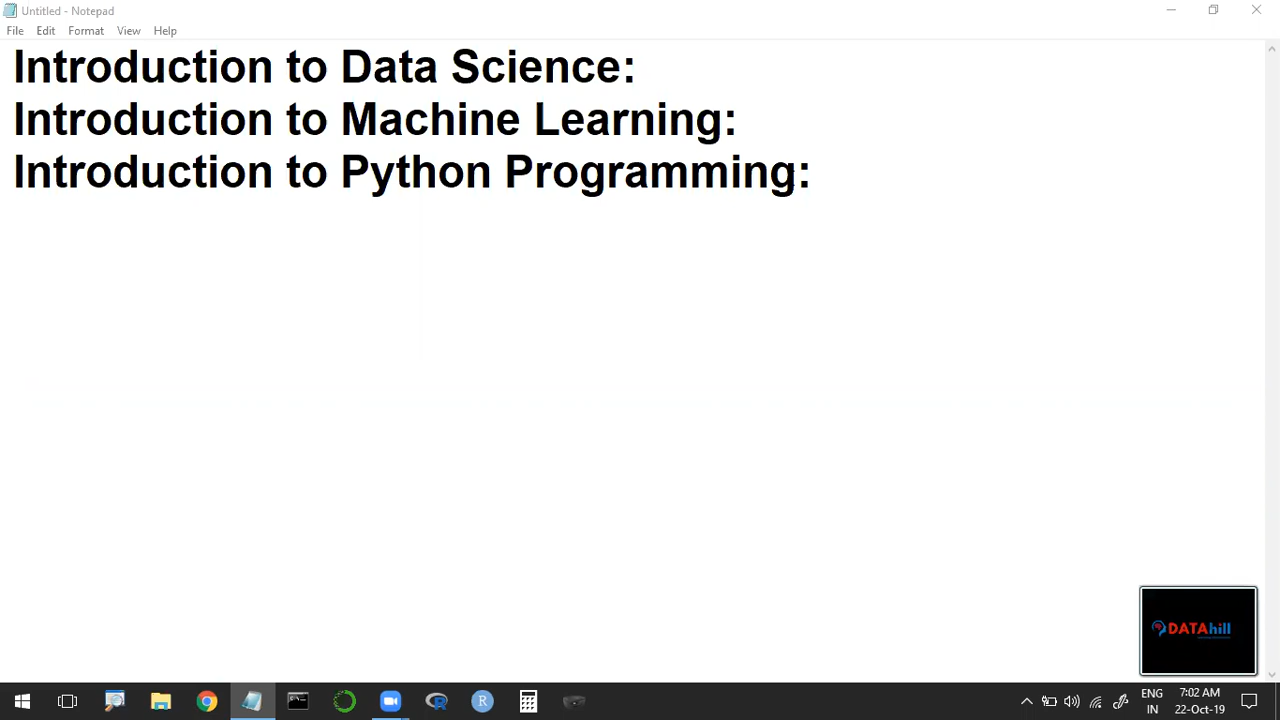 Untitled - Notepad
File Edit Format View Help
Introduction to Data Science:
Introduction to Machine Learning:
Introduction to Python Programming:
DATAhill
ENG 7:02 AM
IN 22-Oct-19